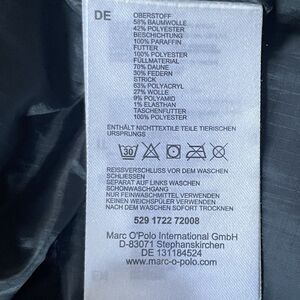 DE
OBERSTOFF
58% BAUMWOLLE
42% POLYESTER
BESCHICHTUNG
100% PARAFFIN
FUTTER
100% POLYESTER
FÜLLMATERIAL
70% DAUNE
30% FEDERN
STRICK
63% POLYACRYL
27% WOLLE
9% POLYAMID
1% ELASTHAN
TASCHENFUTTER
100% POLYESTER
ENTHÄLT NICHTTEXTILE TEILE TIERISCHEN
URSPRUNGS
30
REISSVERSCHLUSS VOR DEM WASCHEN
SCHLIESSEN
SEPARAT AUF LINKS WASCHEN
SCHONWASCHGANG
NUR FEINWASCHMITTEL VERWENDEN
KEINEN WEICHSPÜLER VERWENDEN
NACH DEM WASCHEN SOFORT TROCKNEN
529 1722 72008
Marc O'Polo International GmbH
D-83071 Stephanskirchen
DE 131184524
www.marc-o-polo.com